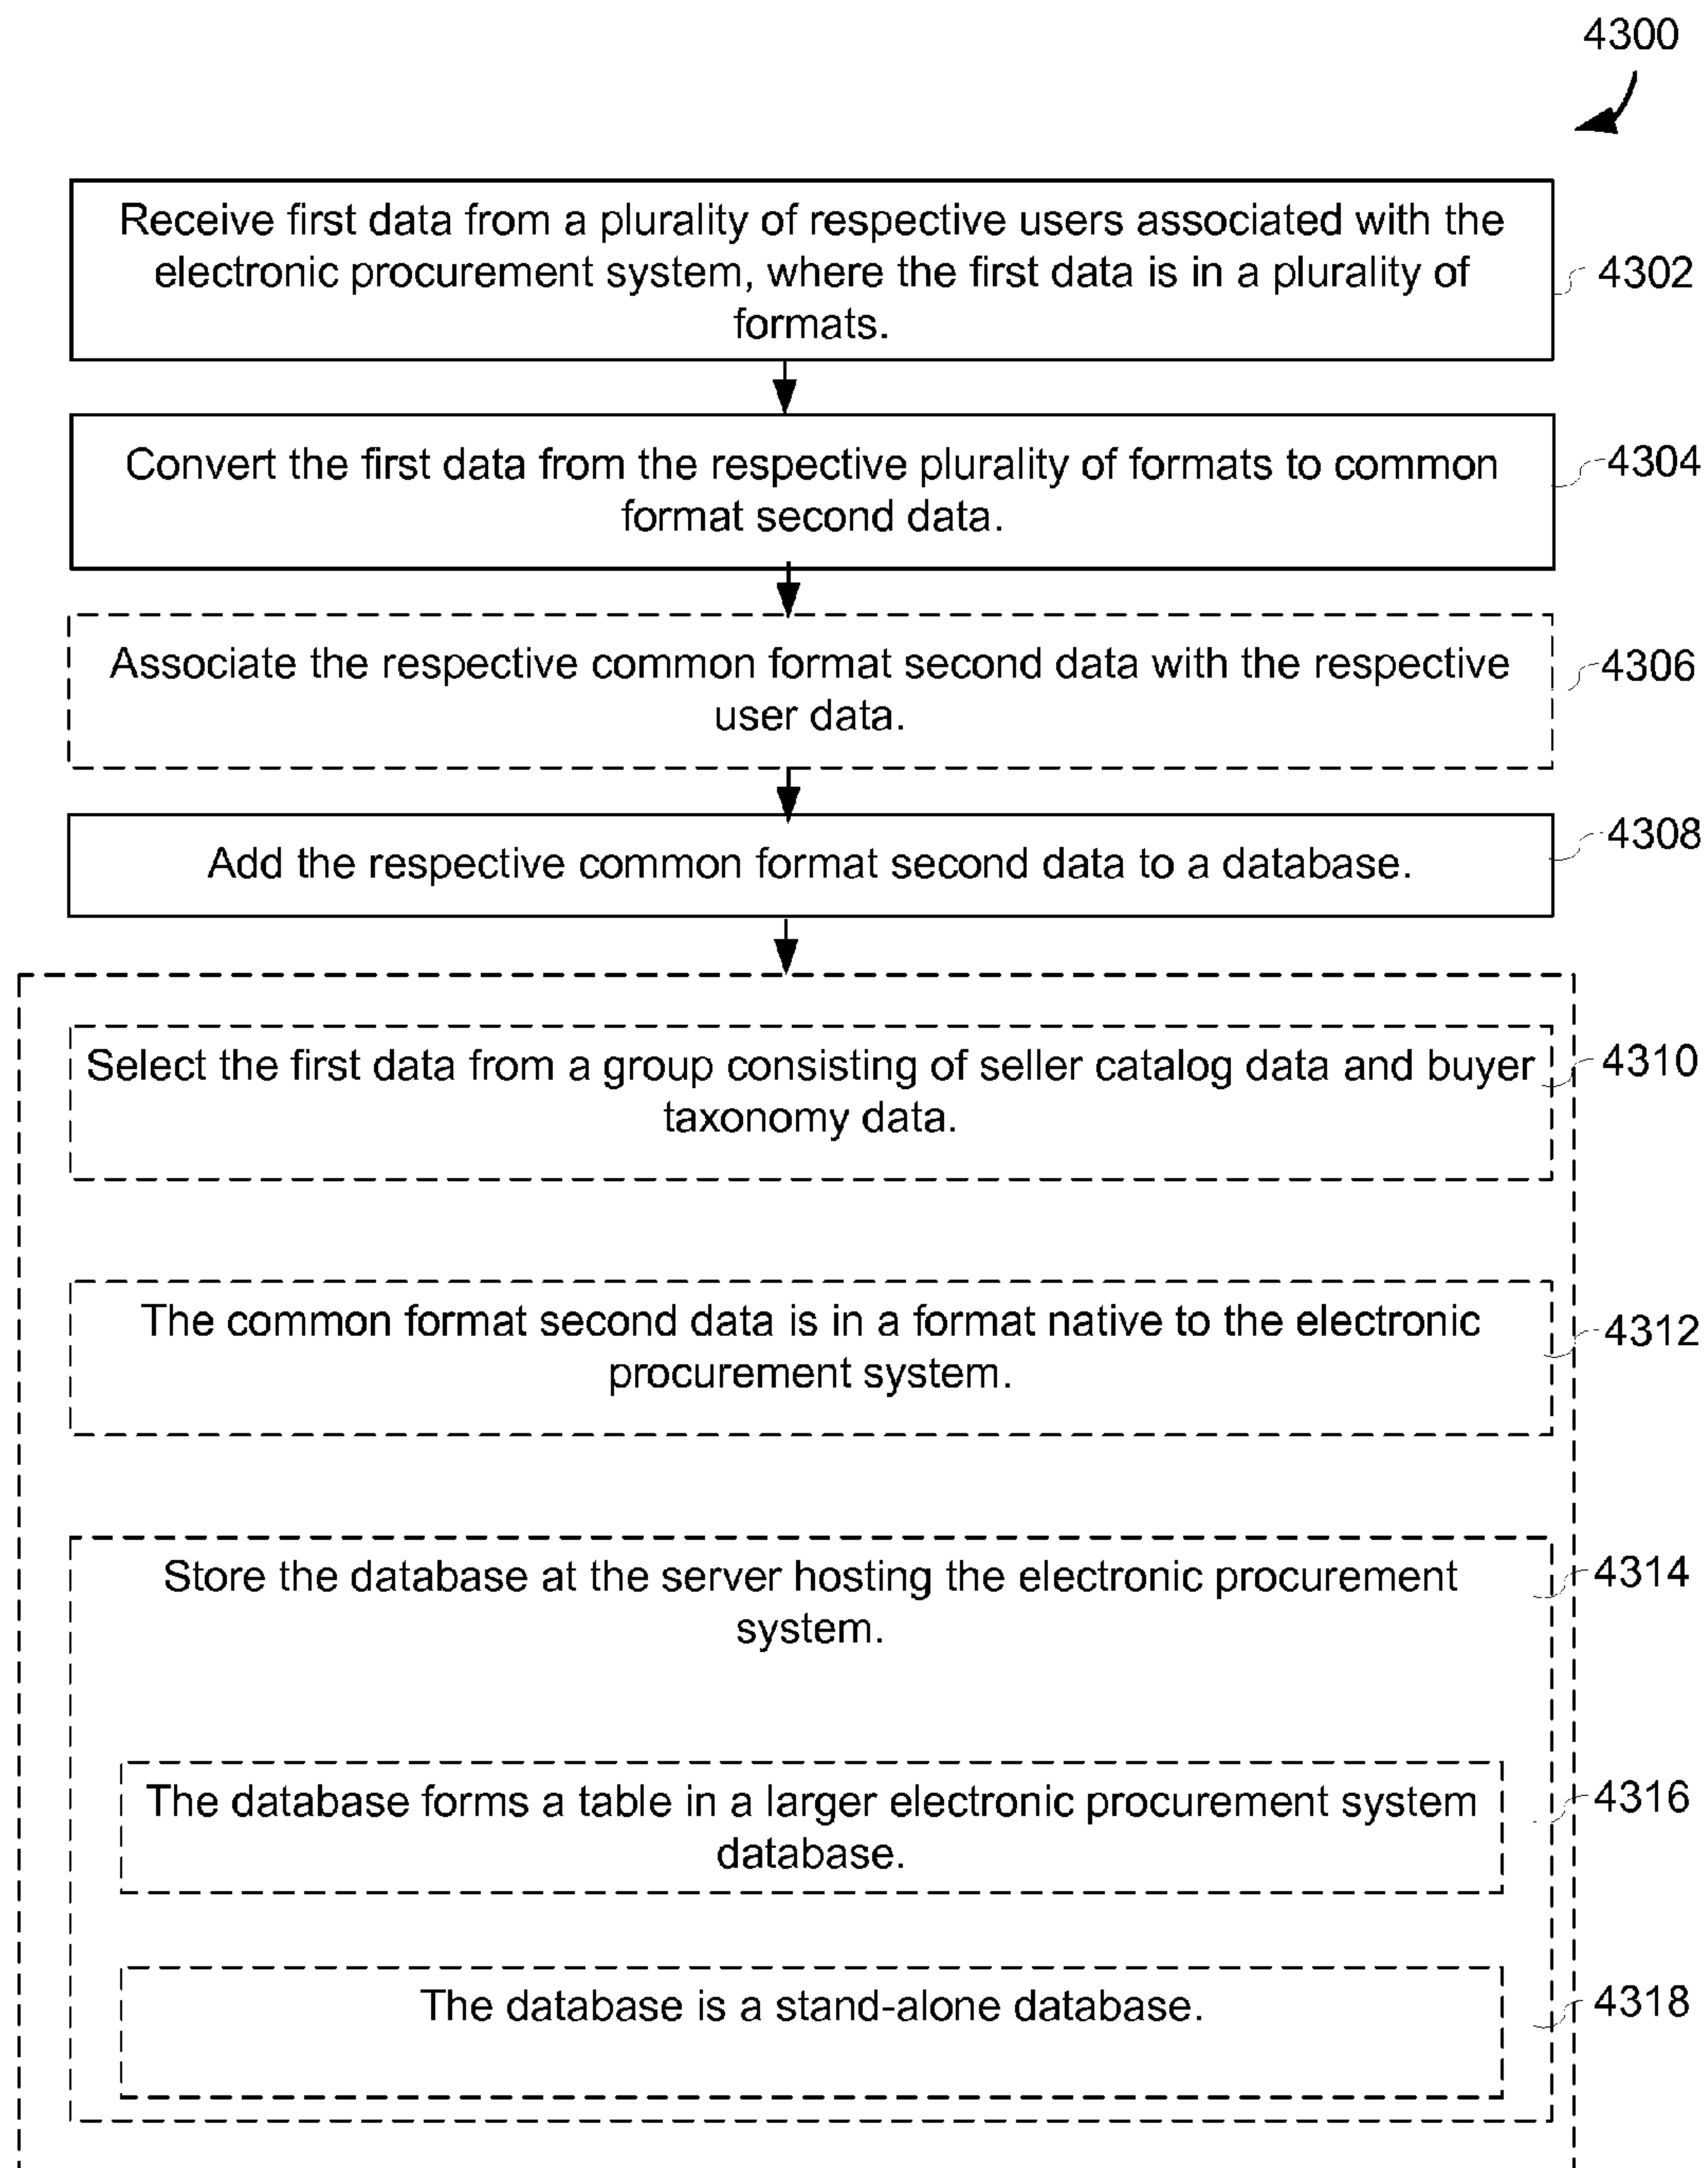 4300
Receive first data from a plurality of respective users associated with the
electronic procurement system, where the first data is in a plurality of
formats.
4302
Convert the first data from the respective plurality of formats to common
format second data.
4304
Associate the respective common format second data with the respective
user data.
4306
Add the respective common format second data to a database.
4308
Select the first data from a group consisting of seller catalog data and buyer
taxonomy data.
4310
The common format second data is in a format native to the electronic
procurement system.
4312
Store the database at the server hosting the electronic procurement
system.
4314
The database forms a table in a larger electronic procurement system
database.
4316
The database is a stand-alone database.
4318